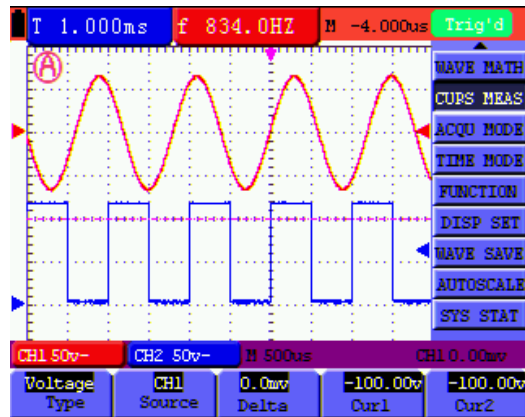 T 1.000ms f 834.0HZ M -4.000us Trig'd
A
WAVE MATH
CUPS MEAS
ACQU MODE
TIME MODE
FUNCTION
DISP SET
WAVE SAVE
AUTOSCALE
SYS STAT
CH1 50v~ CH2 50v~ M 500us CH1 0.00mv
Voltage CH1 0.0mv -100.00v -100.00v
Type Source Delta Cur1 Cur2